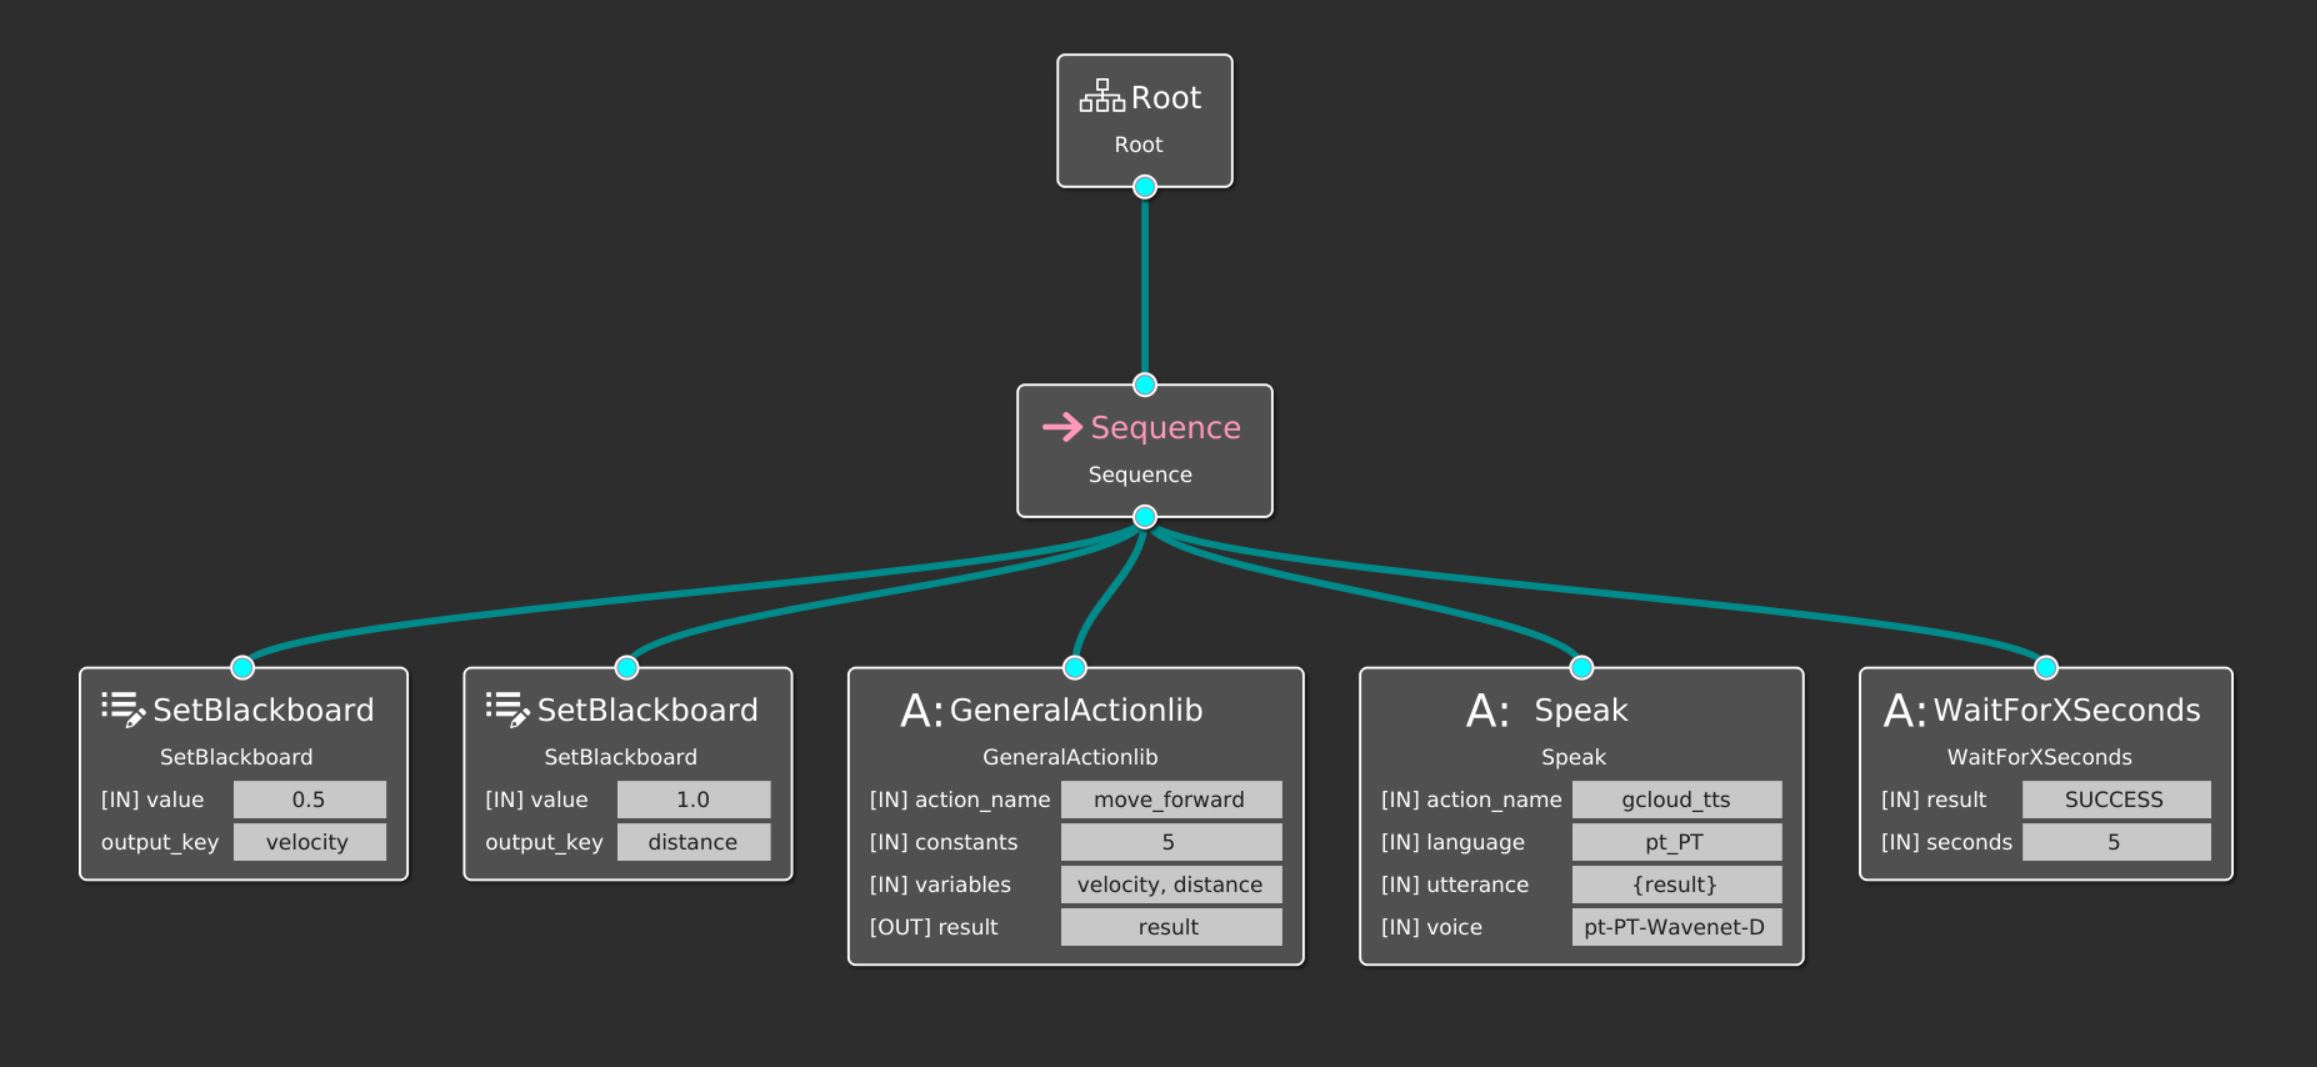 Root
Root
Sequence
Sequence
SetBlackboard
SetBlackboard
[IN] value 0.5
output_key velocity
SetBlackboard
SetBlackboard
[IN] value 1.0
output_key distance
A: GeneralActionlib
GeneralActionlib
[IN] action_name move_forward
[IN] constants 5
[IN] variables velocity, distance
[OUT] result result
A: Speak
Speak
[IN] action_name gcloud_tts
[IN] language pt_PT
[IN] utterance {result}
[IN] voice pt-PT-Wavenet-D
A: WaitForXSeconds
WaitForXSeconds
[IN] result SUCCESS
[IN] seconds 5